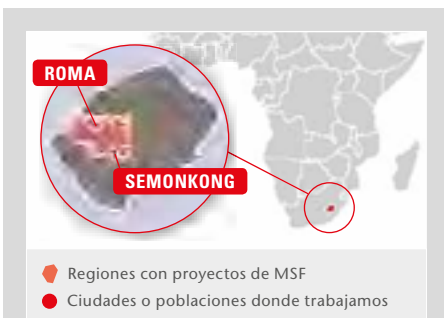 ROMA
SEMONKONG
Regiones con proyectos de MSF
Ciudades o poblaciones donde trabajamos